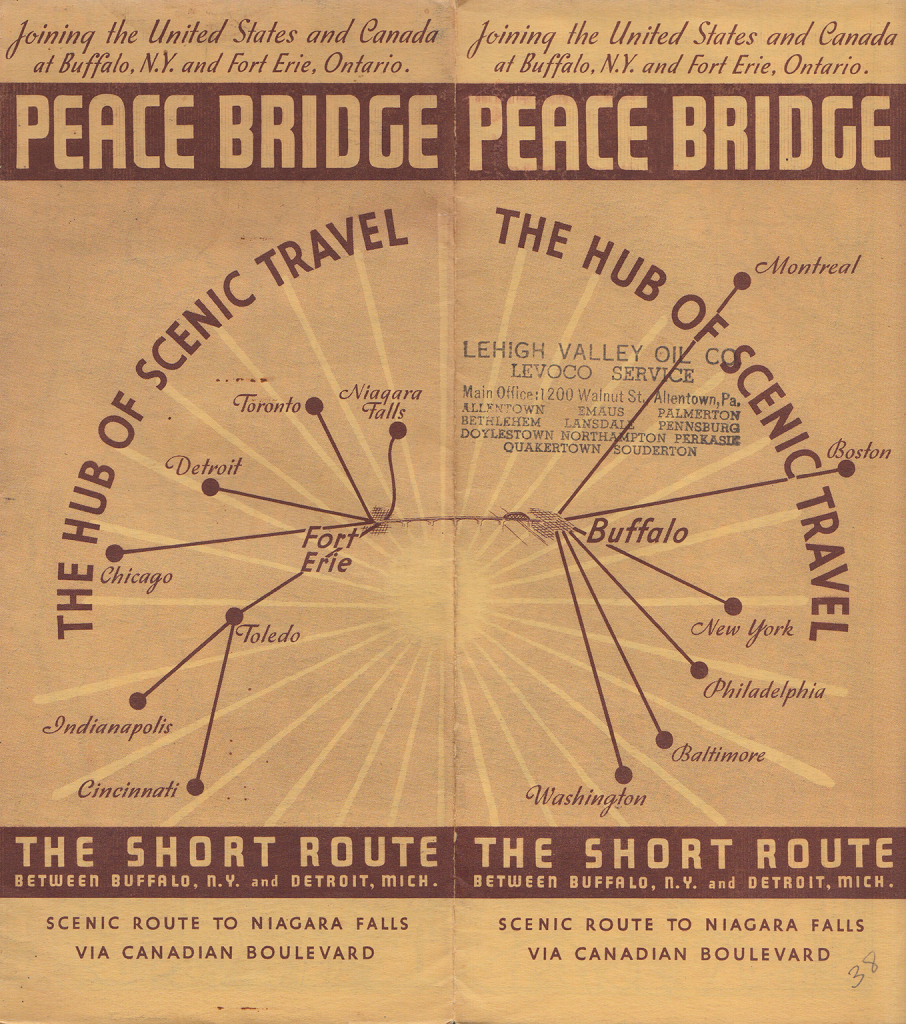 Joining the United States and Canada
at Buffalo, N.Y. and Fort Erie, Ontario.
PEACE BRIDGE
THE HUB OF SCENIC TRAVEL
Toronto
Niagara
Falls
Detroit
Fort
Erie
Chicago
Toledo
Indianapolis
Cincinnati
THE SHORT ROUTE
BETWEEN BUFFALO, N.Y. and DETROIT, MICH.
SCENIC ROUTE TO NIAGARA FALLS
VIA CANADIAN BOULEVARD
Joining the United States and Canada
at Buffalo, N.Y. and Fort Erie, Ontario.
PEACE BRIDGE
THE HUB OF SCENIC TRAVEL
Montreal
LEHIGH VALLEY OIL CO
LEVOCO SERVICE
Main Office: 1200 Walnut St. Allentown, Pa.
ALLENTOWN EMAUS PALMERTON
BETHLEHEM LANSDALE PENNSBURG
DOYLESTOWN NORTHAMPTON PERKASIE
QUAKERTOWN SOUDERTON
Boston
Buffalo
New York
Philadelphia
Baltimore
Washington
THE SHORT ROUTE
BETWEEN BUFFALO, N.Y. and DETROIT, MICH.
SCENIC ROUTE TO NIAGARA FALLS
VIA CANADIAN BOULEVARD
38